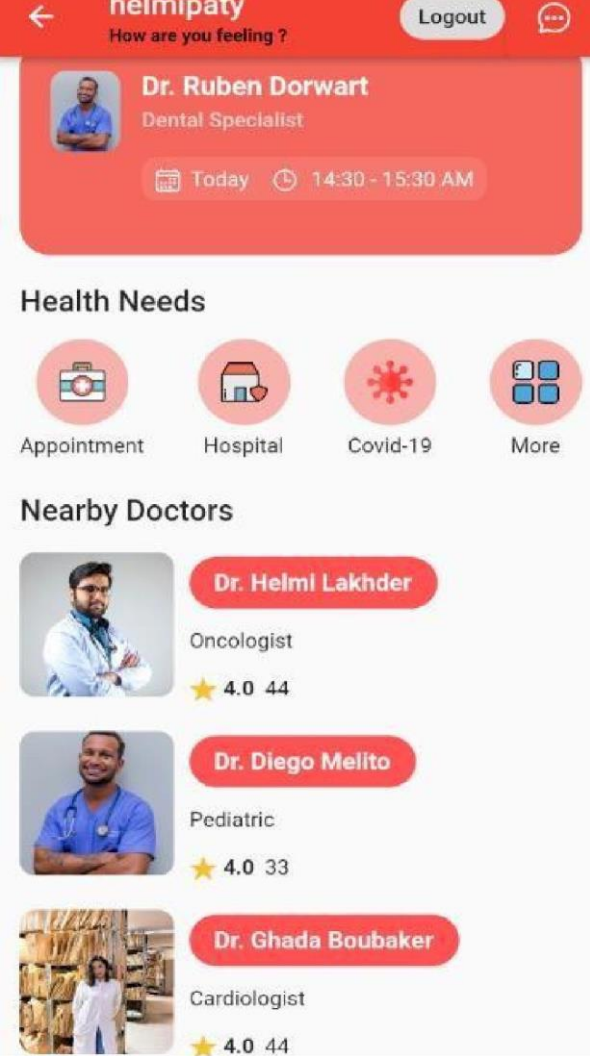 helmipaty
Logout
How are you feeling ?
Dr. Ruben Dorwart
Dental Specialist
Today 14:30 - 15:30 AM
Health Needs
Appointment Hospital Covid-19 More
Nearby Doctors
Dr. Helmi Lakhder
Oncologist
4.0 44
Dr. Diego Melito
Pediatric
4.0 33
Dr. Ghada Boubaker
Cardiologist
4.0 44